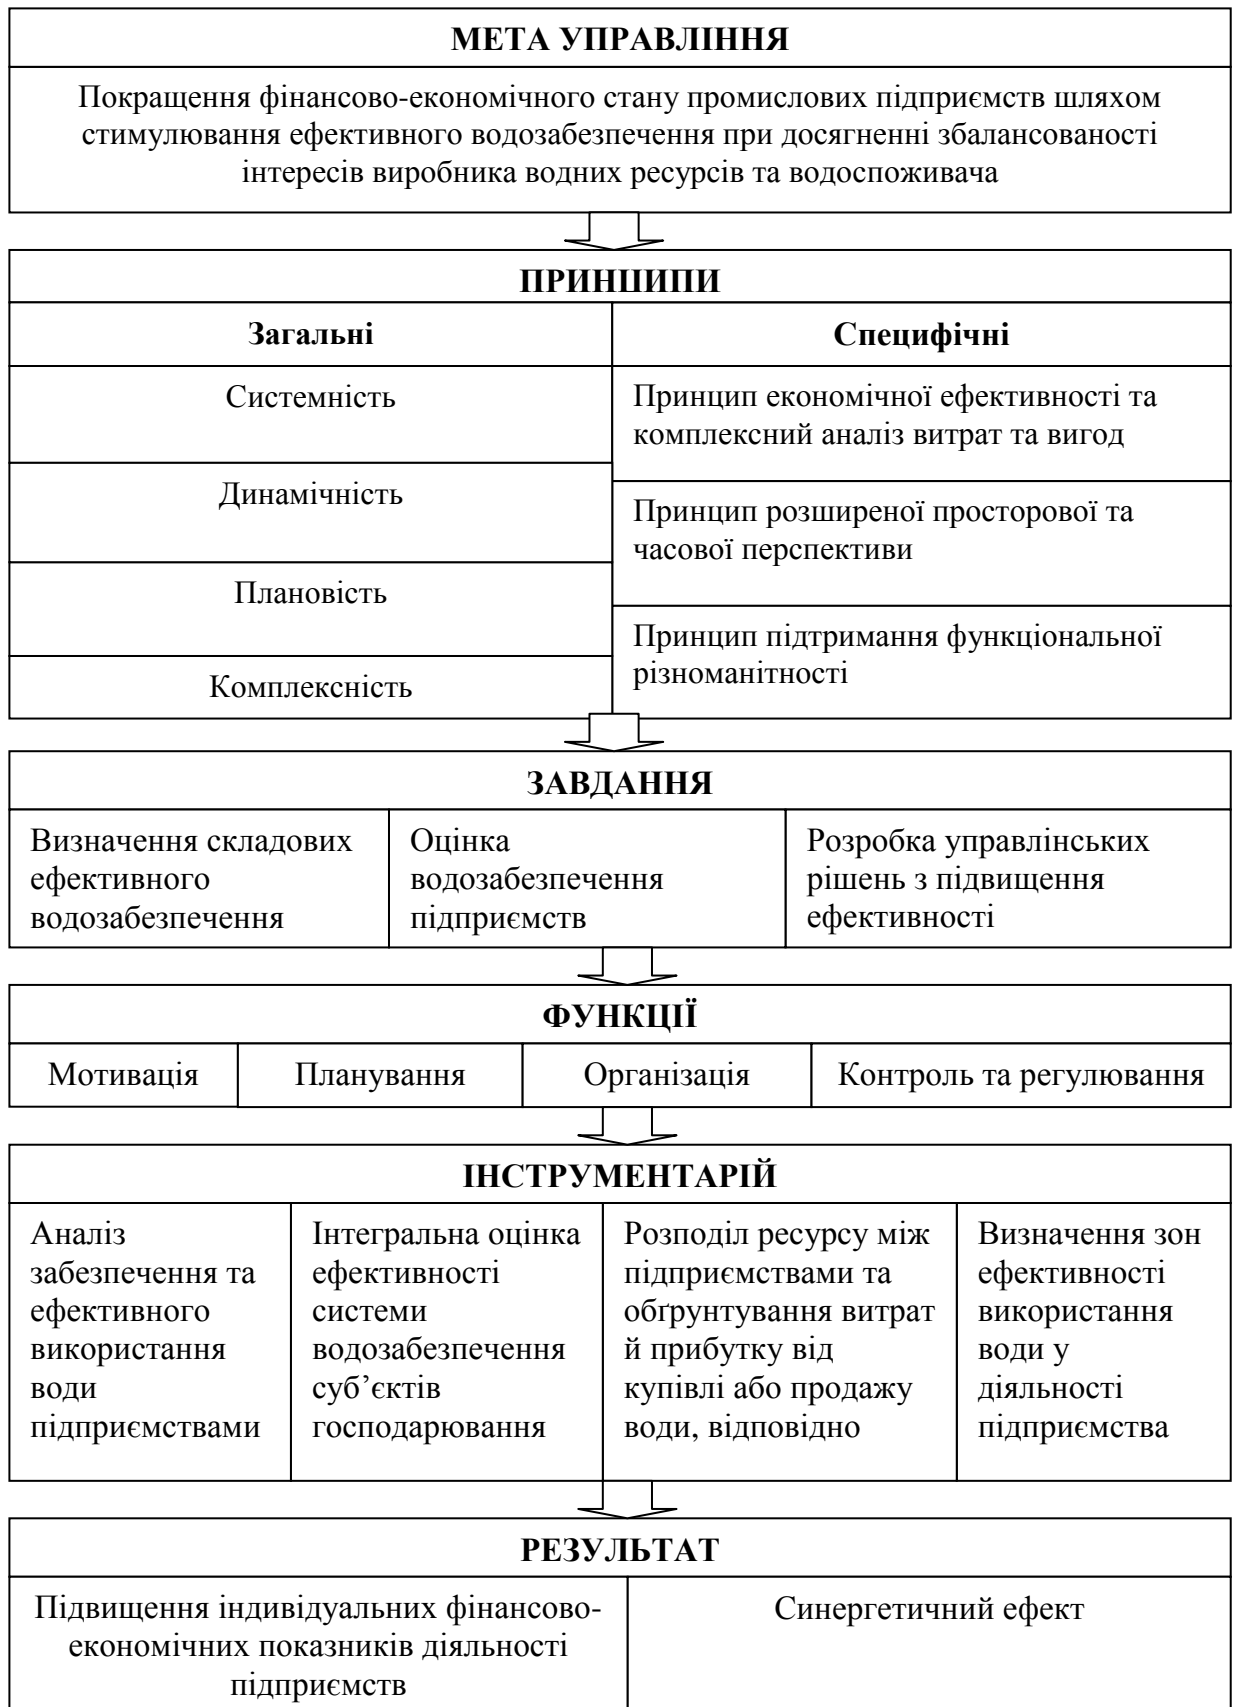 МЕТА УПРАВЛІННЯ
Покращення фінансово-економічного стану промислових підприємств шляхом
стимулювання ефективного водозабезпечення при досягненні збалансованості
інтересів виробника водних ресурсів та водоспоживача
ПРИНЦИПИ
Загальні
Специфічні
Системність
Динамічність
Плановість
Комплексність
Принцип економічної ефективності та
комплексний аналіз витрат та вигод
Принцип розширеної просторової та
часової перспективи
Принцип підтримання функціональної
різноманітності
ЗАВДАННЯ
Визначення складових
ефективного
водозабезпечення
Оцінка
водозабезпечення
підприємств
Розробка управлінських
рішень з підвищення
ефективності
ФУНКЦІЇ
Мотивація
Планування
Організація
Контроль та регулювання
ІНСТРУМЕНТАРІЙ
Аналіз
забезпечення та
ефективного
використання
води
підприємствами
Інтегральна оцінка
ефективності
системи
водозабезпечення
суб’єктів
господарювання
Розподіл ресурсу між
підприємствами та
обґрунтування витрат
й прибутку від
купівлі або продажу
води, відповідно
Визначення зон
ефективності
використання
води у
діяльності
підприємства
РЕЗУЛЬТАТ
Підвищення індивідуальних фінансово-
економічних показників діяльності
підприємств
Синергетичний ефект